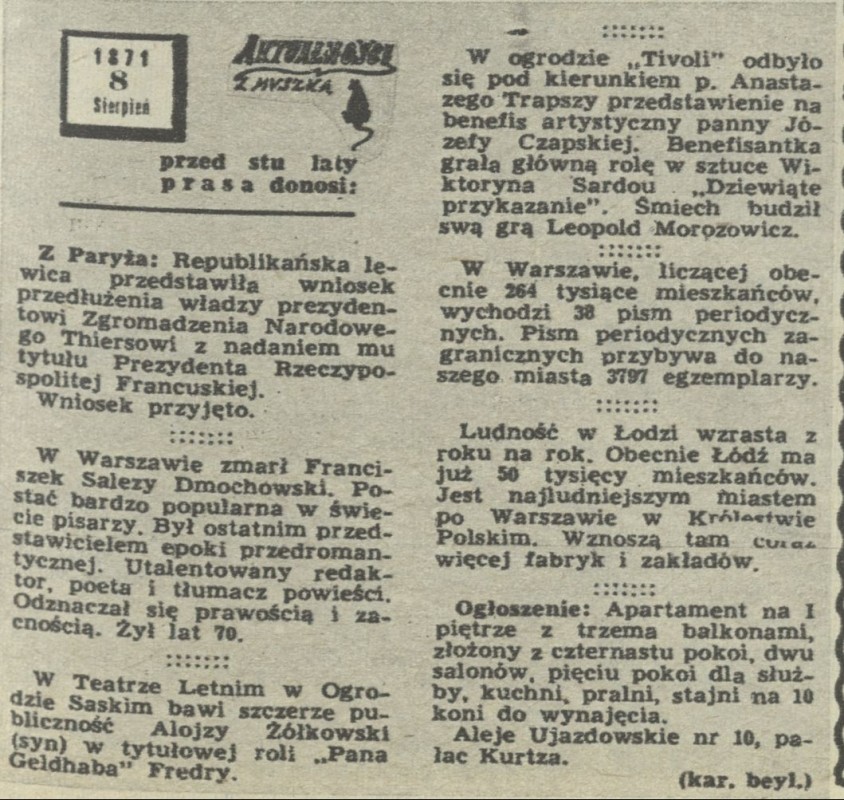 1871
8
Sierpień
AKTUALNOŚCI
Z MYSZKĄ
przed stu laty
prasa donosi:
Z Paryża: Republikańska le-
wica przedstawiła wniosek
przedłużenia władzy prezyden-
towi Zgromadzenia Narodowe-
go Thiersowi z nadaniem mu
tytułu Prezydenta Rzeczypo-
spolitej Francuskiej.
Wniosek przyjęto.
W Warszawie zmarł Franci-
szek Salezy Dmochowski. Po-
stać bardzo popularna w świe-
cie pisarzy. Był ostatnim przed-
stawicielem epoki przedroman-
tycznej. Utalentowany redak-
tor, poeta i tłumacz powieści.
Odznaczał się prawością i za-
cnością. Żył lat 70.
W Teatrze Letnim w Ogro-
dzie Saskim bawi szczerze pu-
bliczność Alojzy Żółkowski
(syn) w tytułowej roli „Pana
Geldhaba" Fredry.
W ogrodzie „Tivoli" odbyło
się pod kierunkiem p. Anasta-
zego Trapszy przedstawienie na
benefis artystyczny panny Jó-
zefy Czapskiej. Benefisantka
grała główną rolę w sztuce Wi-
ktoryna Sardou „Dziewiąte
przykazanie". Śmiech budził
swą grą Leopold Morozowicz.
W Warszawie, liczącej obe-
cnie 264 tysiące mieszkańców,
wychodzi 38 pism periodycz-
nych. Pism periodycznych za-
granicznych przybywa do na-
szego miasta 3797 egzemplarzy.
Ludność w Łodzi wzrasta z
roku na rok. Obecnie Łódź ma
już 50 tysięcy mieszkańców.
Jest najludniejszym miastem
po Warszawie w Królestwie
Polskim. Wznoszą tam coraz
więcej fabryk i zakładów.
Ogłoszenie: Apartament na I
piętrze z trzema balkonami,
złożony z czternastu pokoi, dwu
salonów, pięciu pokoi dla służ-
by, kuchni, pralni, stajni na 10
koni do wynajęcia.
Aleje Ujazdowskie nr 10, pa-
łac Kurtza.
(kar. beyl.)